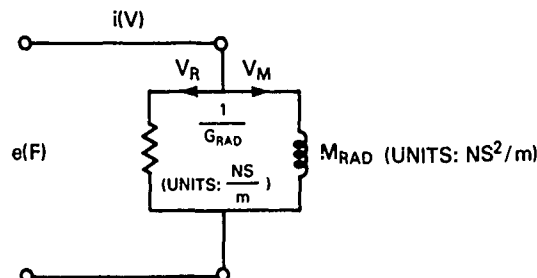 i(V)
V_R V_M
1
G_RAD
e(F)
M_RAD (UNITS: NS²/m)
(UNITS: NS/m)